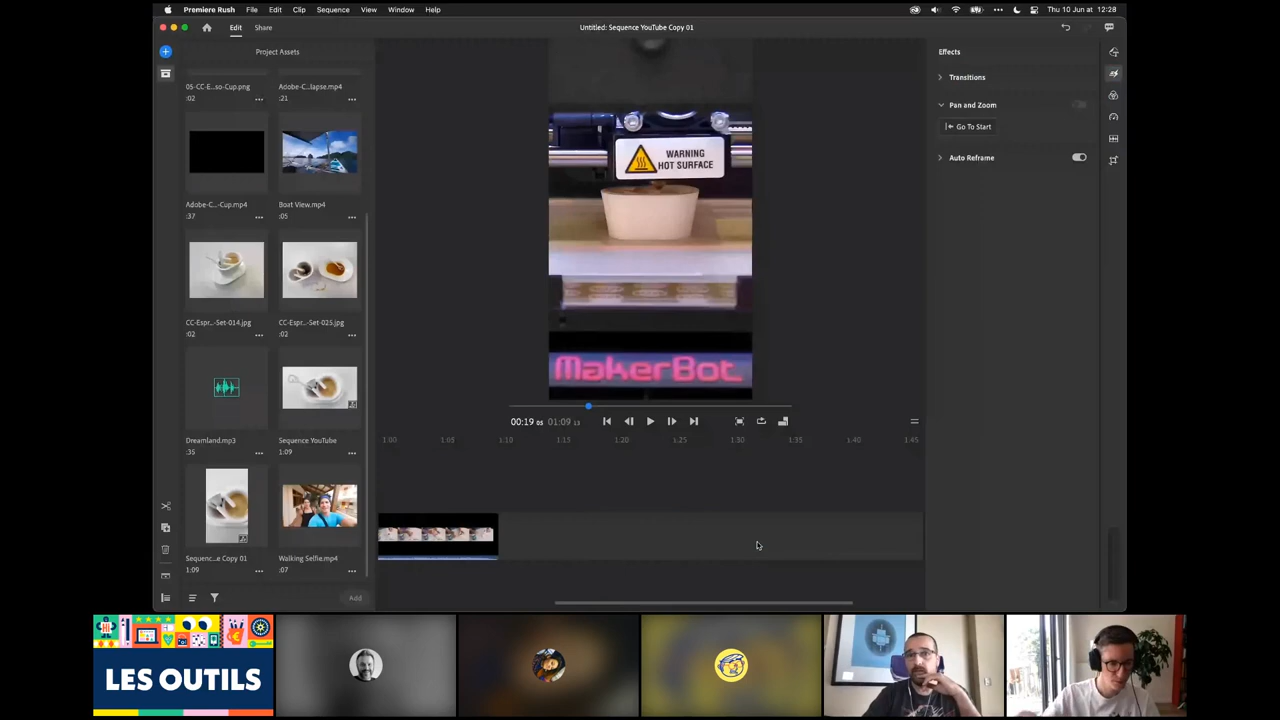 Premiere Rush File Edit Clip Sequence View Window Help
Thu 10 Jun at 12:28
Edit Share
Untitled: Sequence YouTube Copy 01
Project Assets
05-CC-E...so-Cup.png
:02
Adobe-C...lapse.mp4
:21
Adobe-C...-Cup.mp4
:37
Boat View.mp4
:05
CC-Espr...-Set-014.jpg
:02
CC-Espr...-Set-025.jpg
:02
Dreamland.mp3
:35
Sequence YouTube
1:09
Sequenc...e Copy 01
1:09
Walking Selfie.mp4
:07
Add
WARNING
HOT SURFACE
MakerBot
00:19 05 01:09 13
1:00 1:05 1:10 1:15 1:20 1:25 1:30 1:35 1:40 1:45
Effects
Transitions
Pan and Zoom
Go To Start
Auto Reframe
HI
LES OUTILS